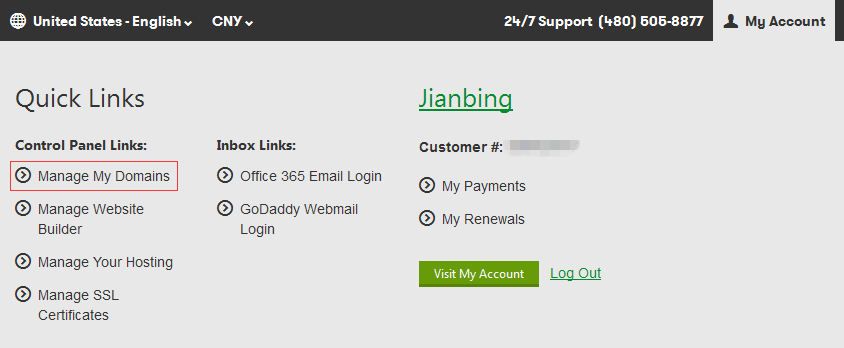 United States - English CNY 24/7 Support (480) 505-8877 My Account
Quick Links
Control Panel Links:
Manage My Domains
Manage Website
Builder
Manage Your Hosting
Manage SSL
Certificates
Inbox Links:
Office 365 Email Login
GoDaddy Webmail
Login
Jianbing
Customer #:
My Payments
My Renewals
Visit My Account Log Out